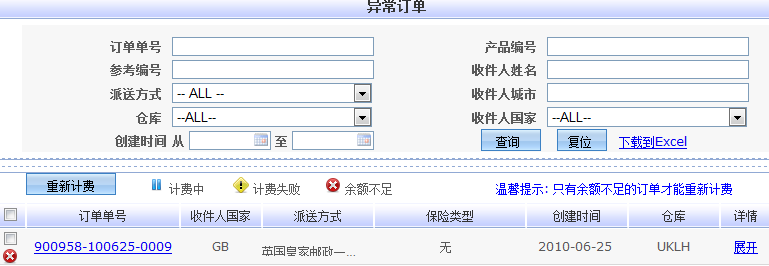 异常订单
订单单号 产品编号
参考编号 收件人姓名
派送方式 -- ALL -- 收件人城市
仓库 --ALL-- 收件人国家 --ALL--
创建时间 从 至 查询 复位 下载到Excel
重新计费 计费中 计费失败 余额不足 温馨提示: 只有余额不足的订单才能重新计费
订单单号 收件人国家 派送方式 保险类型 创建时间 仓库 详情
900958-100625-0009 GB 英国皇家邮政一... 无 2010-06-25 UKLH 展开